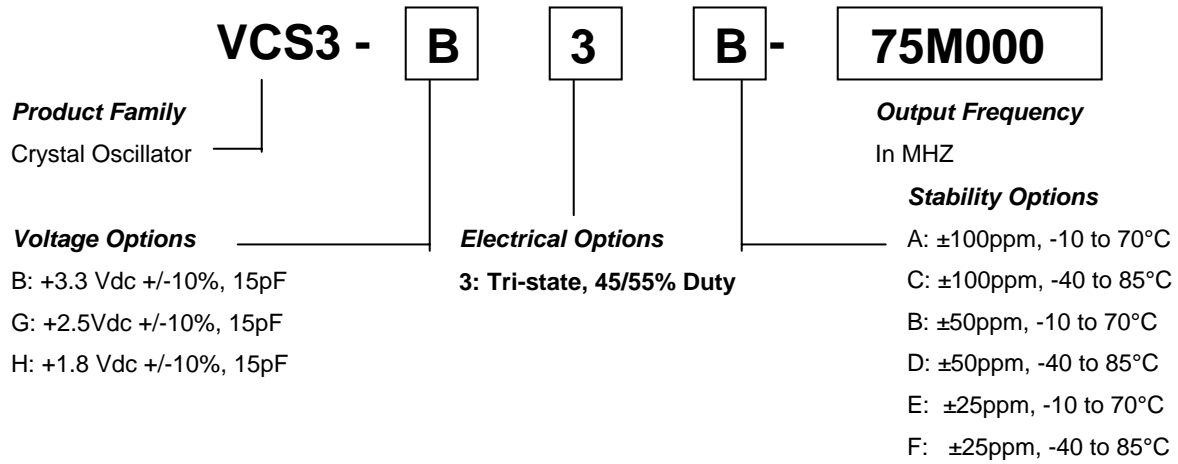 VCS3 - B 3 B - 75M000
Product Family
Crystal Oscillator
Output Frequency
In MHZ
Voltage Options
B: +3.3 Vdc +/-10%, 15pF
G: +2.5Vdc +/-10%, 15pF
H: +1.8 Vdc +/-10%, 15pF
Electrical Options
3: Tri-state, 45/55% Duty
Stability Options
A: ±100ppm, -10 to 70°C
C: ±100ppm, -40 to 85°C
B: ±50ppm, -10 to 70°C
D: ±50ppm, -40 to 85°C
E: ±25ppm, -10 to 70°C
F: ±25ppm, -40 to 85°C